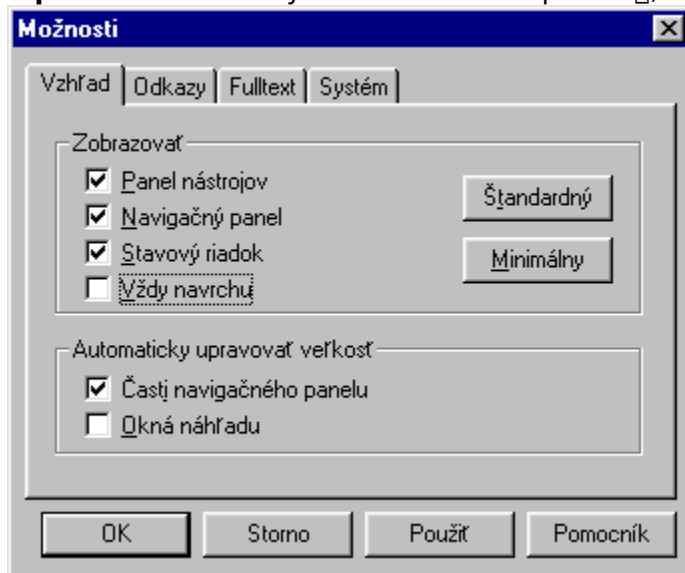 Možnosti
Vzhľad Odkazy Fulltext Systém
Zobrazovať
Panel nástrojov
Štandardný
Navigačný panel
Stavový riadok
Minimálny
Vždy navrchu
Automaticky upravovať veľkosť
Časti navigačného panelu
Okná náhľadu
OK Storno Použiť Pomocník